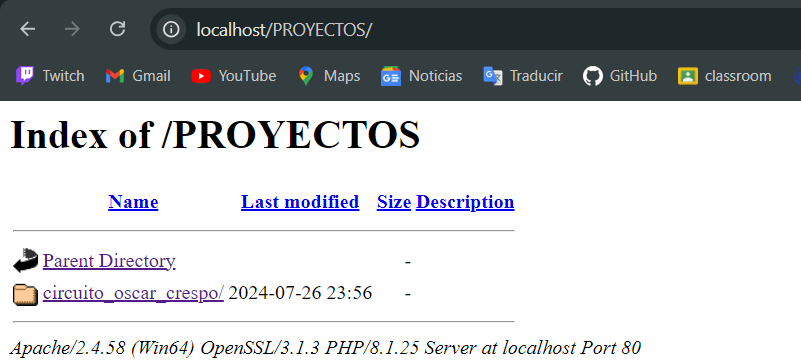 localhost/PROYECTOS/
Twitch Gmail YouTube Maps Noticias Traducir GitHub classroom
Index of /PROYECTOS
Name Last modified Size Description
Parent Directory -
circuito_oscar_crespo/ 2024-07-26 23:56 -
Apache/2.4.58 (Win64) OpenSSL/3.1.3 PHP/8.1.25 Server at localhost Port 80